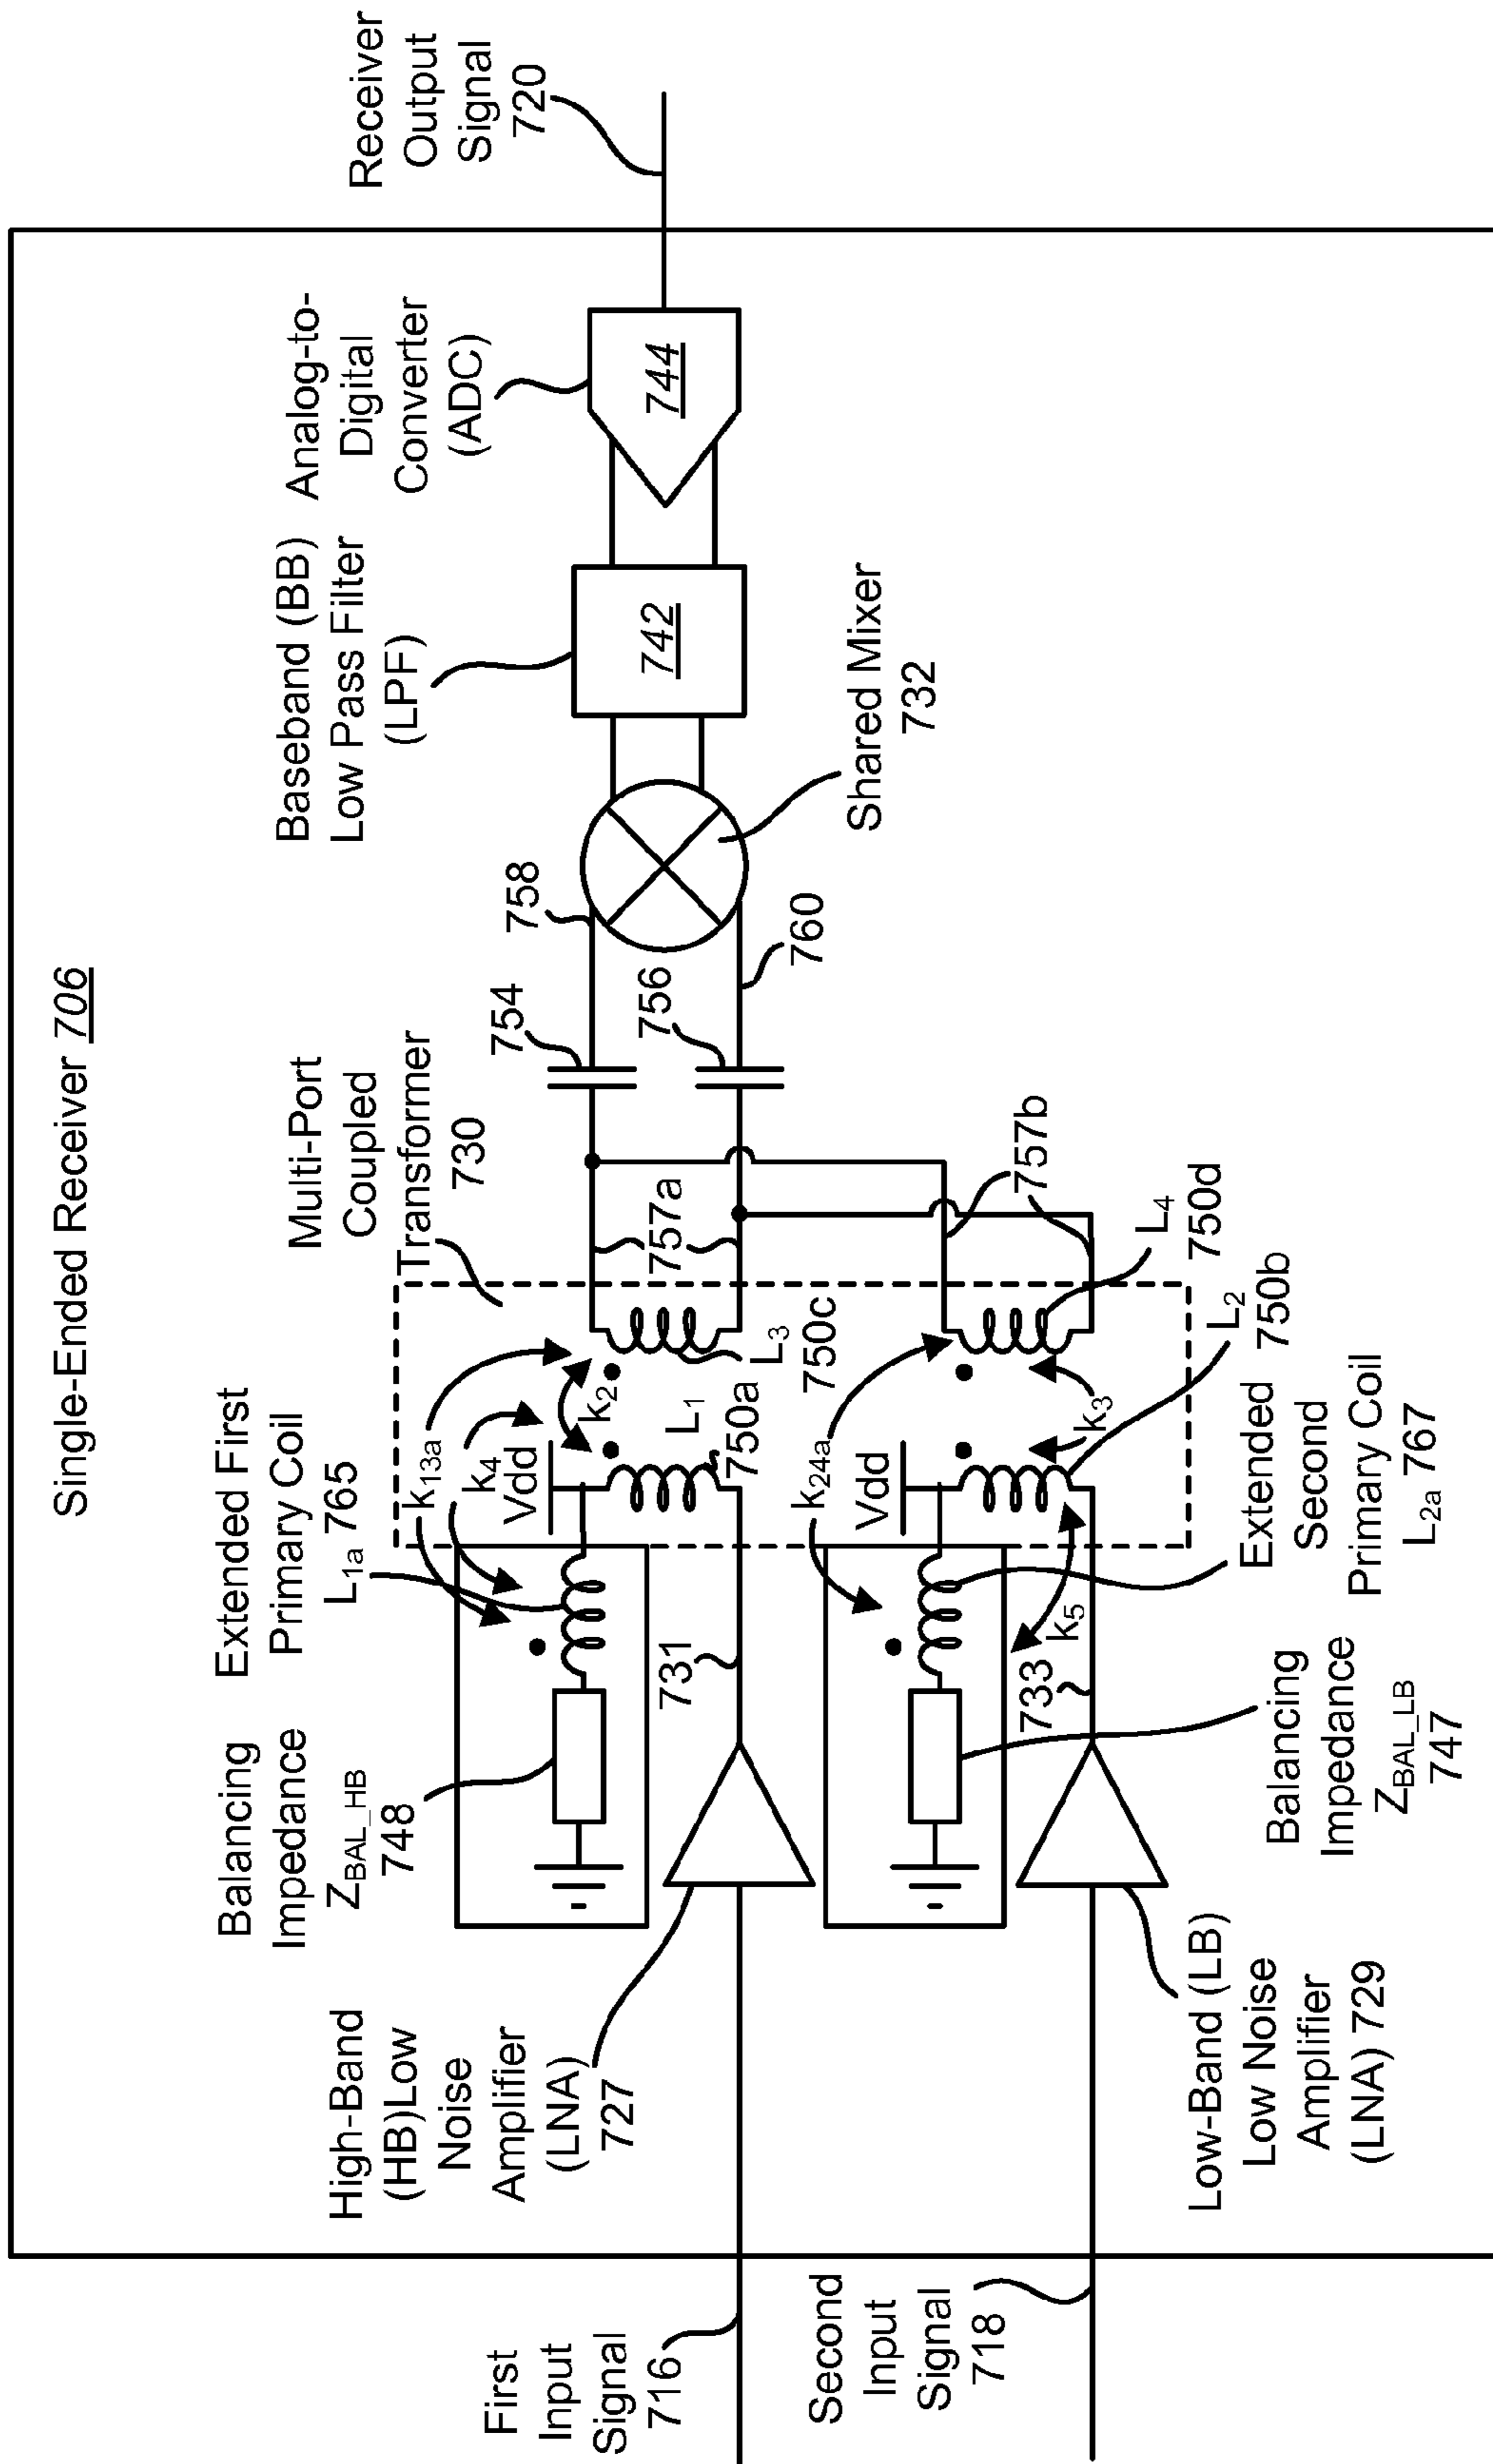 Single-Ended Receiver 706
First
Input
Signal
716
Second
Input
Signal
718
High-Band
(HB)Low
Noise
Amplifier
(LNA)
727
Low-Band (LB)
Low Noise
Amplifier
(LNA) 729
Balancing
Impedance
ZBAL_HB
748
Extended First
Primary Coil
L1a 765
731
733
Balancing
Impedance
ZBAL_LB
747
Extended
Second
Primary Coil
L2a 767
k13a
k4
k2
Vdd
L1
750a
L3
750c
k24a
Vdd
k3
k5
L2
750b
L4
750d
Multi-Port
Coupled
Transformer
730
757a
757b
754
756
758
760
Shared Mixer
732
Baseband (BB)
Low Pass Filter
(LPF)
742
Analog-to-
Digital
Converter
(ADC)
744
Receiver
Output
Signal
720